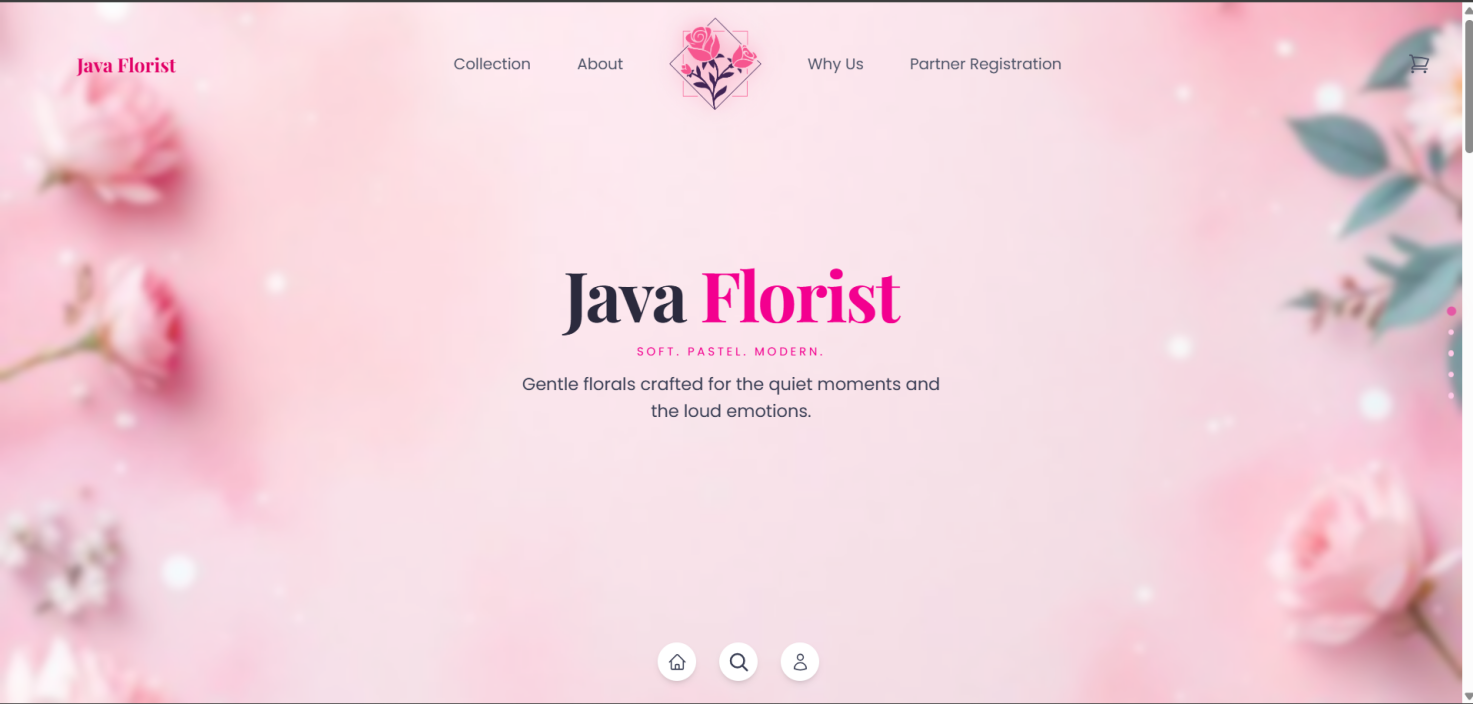 Java Florist
Collection
About
Why Us
Partner Registration
Java Florist
SOFT. PASTEL. MODERN.
Gentle florals crafted for the quiet moments and
the loud emotions.